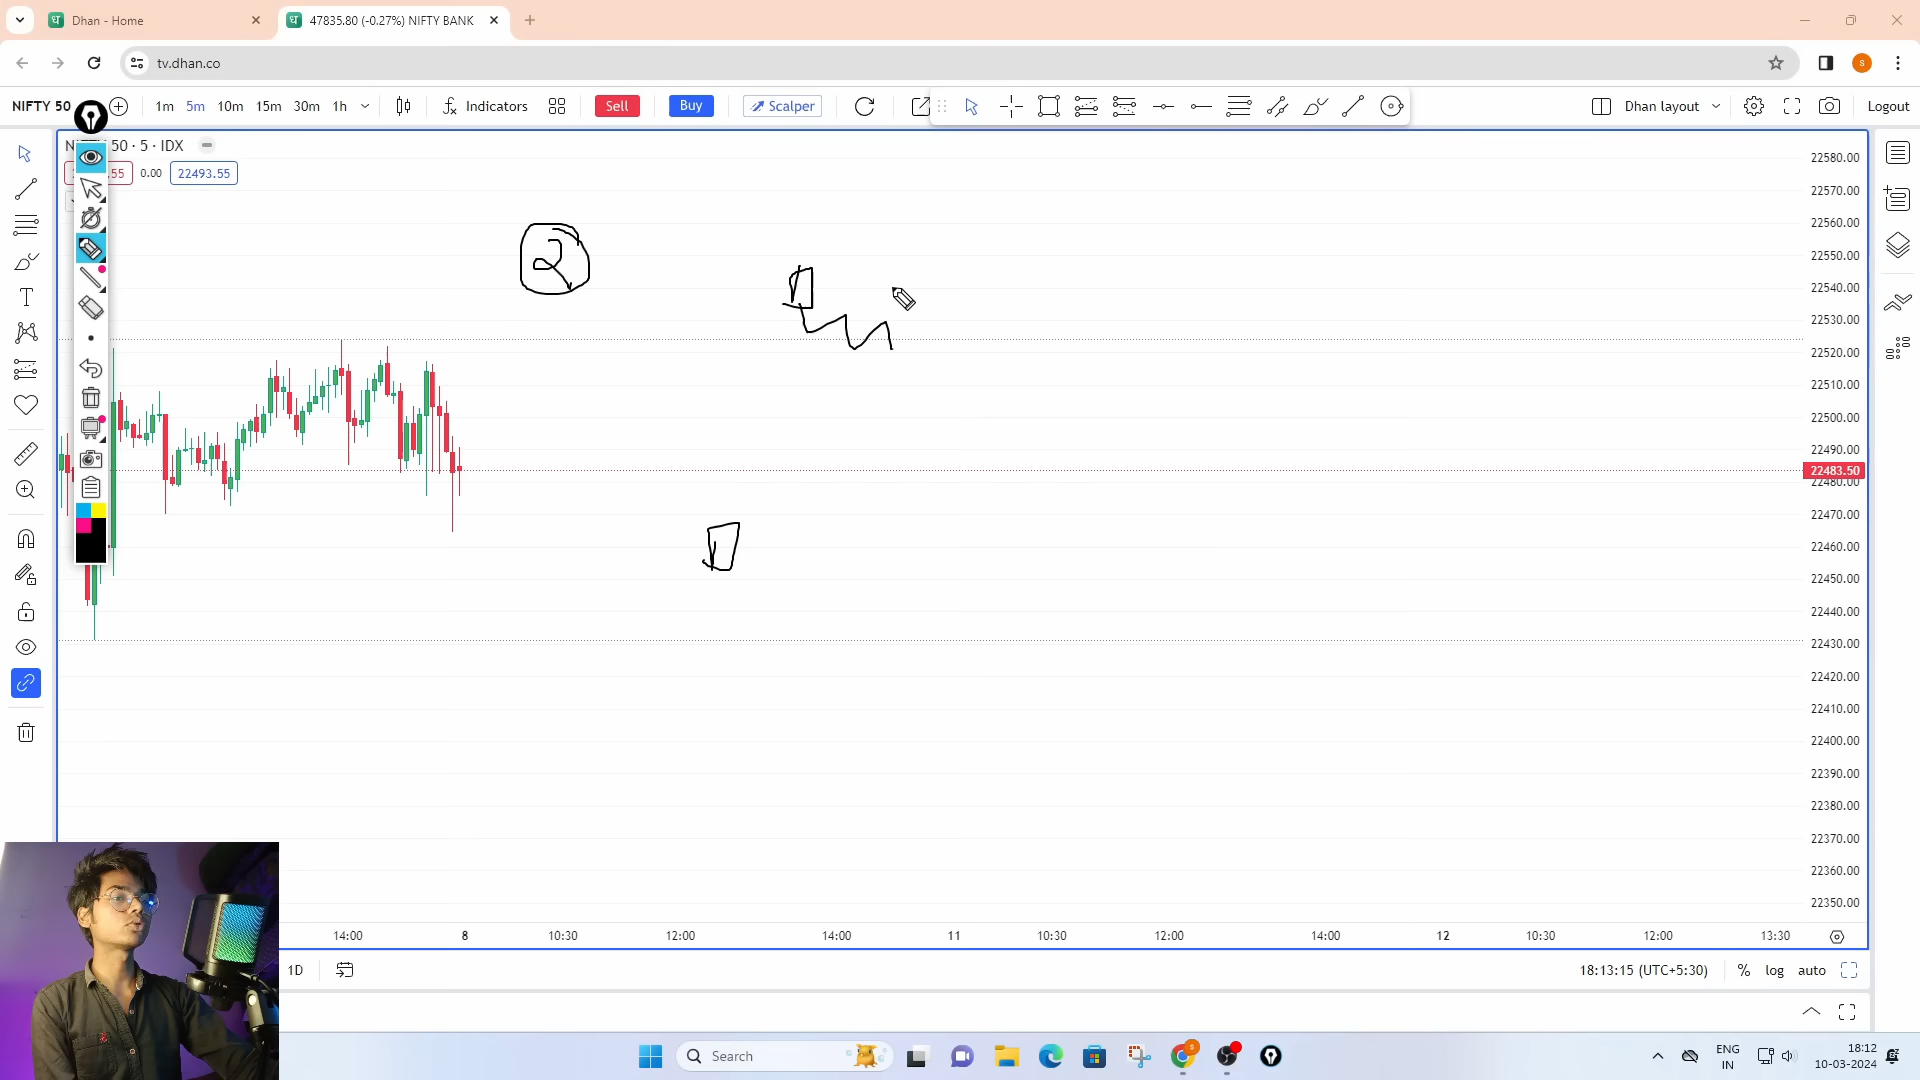 Dhan - Home
47835.80 (-0.27%) NIFTY BANK
tv.dhan.co
S
NIFTY 50
1m 5m 10m 15m 30m 1h
Indicators
Sell
Buy
Scalper
Dhan layout
Logout
50 · 5 · IDX
55
0.00
22493.55
22580.00
22570.00
22560.00
22550.00
22540.00
22530.00
22520.00
22510.00
22500.00
22490.00
22483.50
22480.00
22470.00
22460.00
22450.00
22440.00
22430.00
22420.00
22410.00
22400.00
22390.00
22380.00
22370.00
22360.00
22350.00
2
14:00 8 10:30 12:00 14:00 11 10:30 12:00 14:00 12 10:30 12:00 13:30
1D
18:13:15 (UTC+5:30)
% log auto
Search
ENG
IN
18:12
10-03-2024